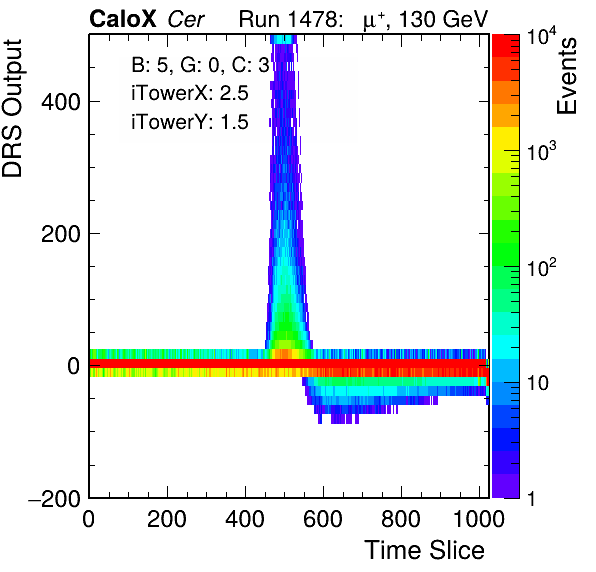 CaloX Cer Run 1478: μ⁺, 130 GeV
DRS Output
B: 5, G: 0, C: 3
iTowerX: 2.5
iTowerY: 1.5
400
200
0
−200
0 200 400 600 800 1000
Time Slice
Events
10⁴
10³
10²
10
1